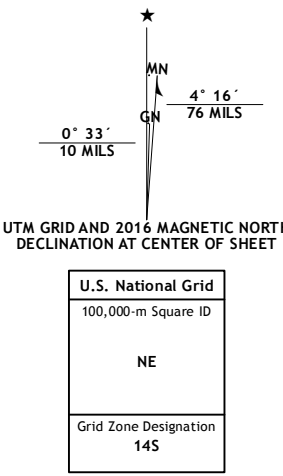 ★
MN
GN
4° 16´
76 MILS
0° 33´
10 MILS
UTM GRID AND 2016 MAGNETIC NORTH
DECLINATION AT CENTER OF SHEET
U.S. National Grid
100,000-m Square ID
NE
Grid Zone Designation
14S